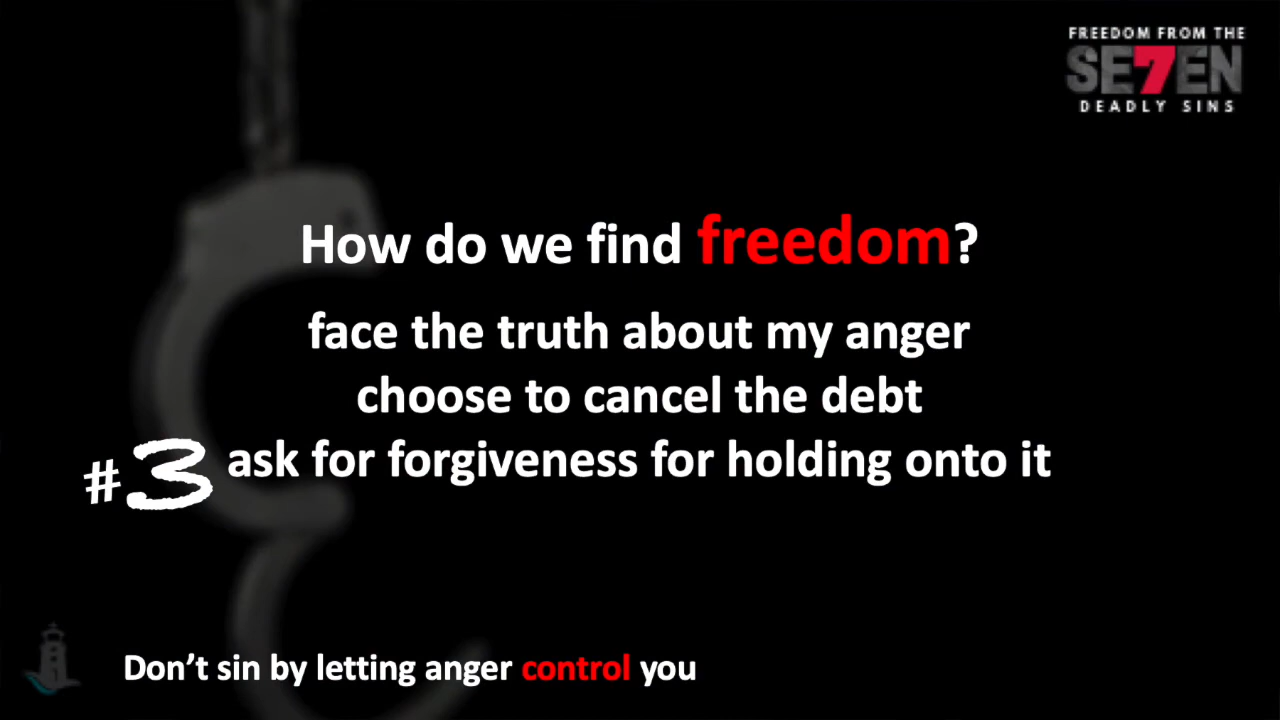 FREEDOM FROM THE
SE7EN
DEADLY SINS
How do we find freedom?
face the truth about my anger
choose to cancel the debt
#3 ask for forgiveness for holding onto it
Don't sin by letting anger control you